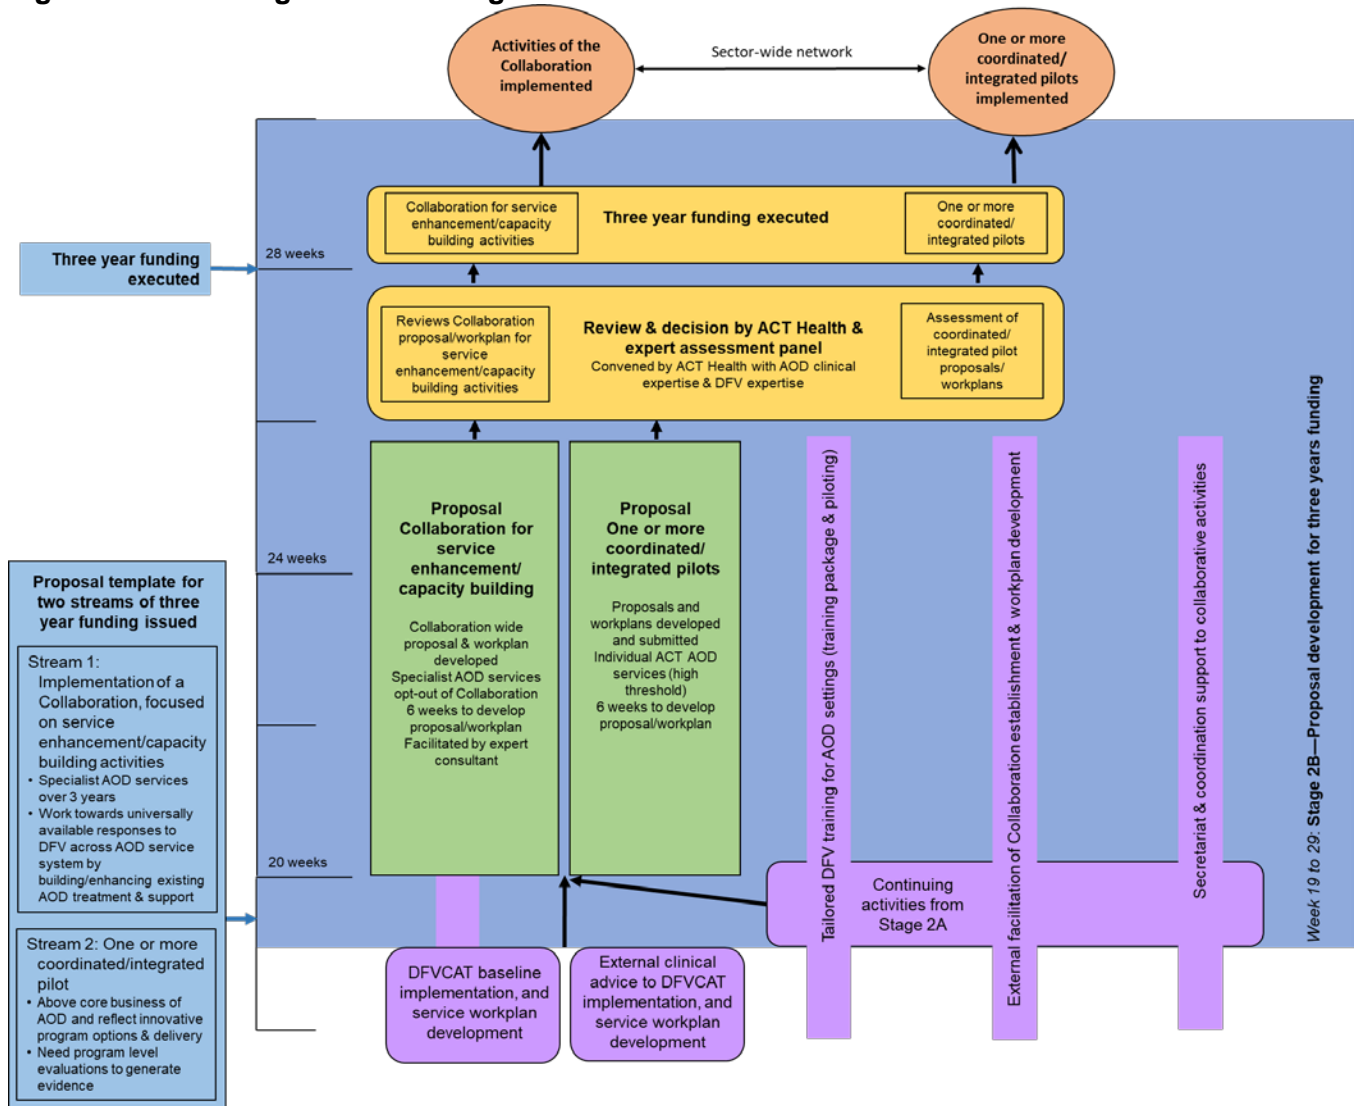 Activities of the
Collaboration
implemented
Sector-wide network
One or more
coordinated/
integrated pilots
implemented
Three year funding
executed
28 weeks
Collaboration for service
enhancement/capacity
building activities
Three year funding executed
One or more
coordinated/
integrated pilots
Reviews Collaboration
proposal/workplan for
service
enhancement/capacity
building activities
Review & decision by ACT Health &
expert assessment panel
Convened by ACT Health with AOD clinical
expertise & DFV expertise
Assessment of
coordinated/
integrated pilot
proposals/
workplans
24 weeks
20 weeks
Proposal
Collaboration for
service
enhancement/
capacity building
Collaboration wide
proposal & workplan
developed
Specialist AOD services
opt-out of Collaboration
6 weeks to develop
proposal/workplan
Facilitated by expert
consultant
Proposal
One or more
coordinated/
integrated pilots
Proposals and
workplans developed
and submitted
Individual ACT AOD
services (high
threshold)
6 weeks to develop
proposal/workplan
Tailored DFV training for AOD settings (training package & piloting)
External facilitation of Collaboration establishment & workplan development
Secretariat & coordination support to collaborative activities
Week 19 to 29: Stage 2B—Proposal development for three years funding
Proposal template for
two streams of three
year funding issued
Stream 1:
Implementation of a
Collaboration, focused
on service
enhancement/capacity
building activities
• Specialist AOD services
over 3 years
• Work towards universally
available responses to
DFV across AOD service
system by
building/enhancing existing
AOD treatment & support
Stream 2: One or more
coordinated/integrated
pilot
• Above core business of
AOD and reflect innovative
program options & delivery
• Need program level
evaluations to generate
evidence
Continuing
activities from
Stage 2A
DFVCAT baseline
implementation, and
service workplan
development
External clinical
advice to DFVCAT
implementation, and
service workplan
development